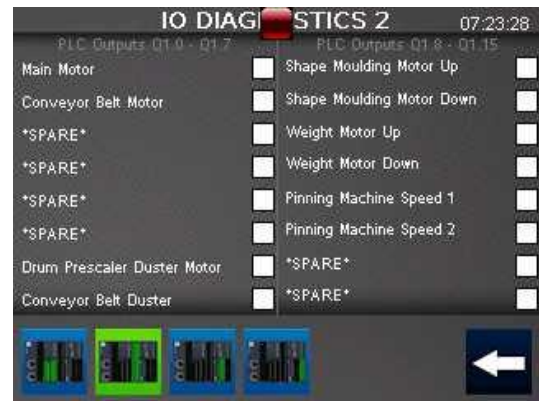 IO DIAG STICS 2 07:23:28
PLC Outputs Q1.0 - Q1.7
Main Motor
Conveyor Belt Motor
*SPARE*
*SPARE*
*SPARE*
*SPARE*
Drum Prescaler Duster Motor
Conveyor Belt Duster
PLC Outputs Q1.8 - Q1.15
Shape Moulding Motor Up
Shape Moulding Motor Down
Weight Motor Up
Weight Motor Down
Pinning Machine Speed 1
Pinning Machine Speed 2
*SPARE*
*SPARE*